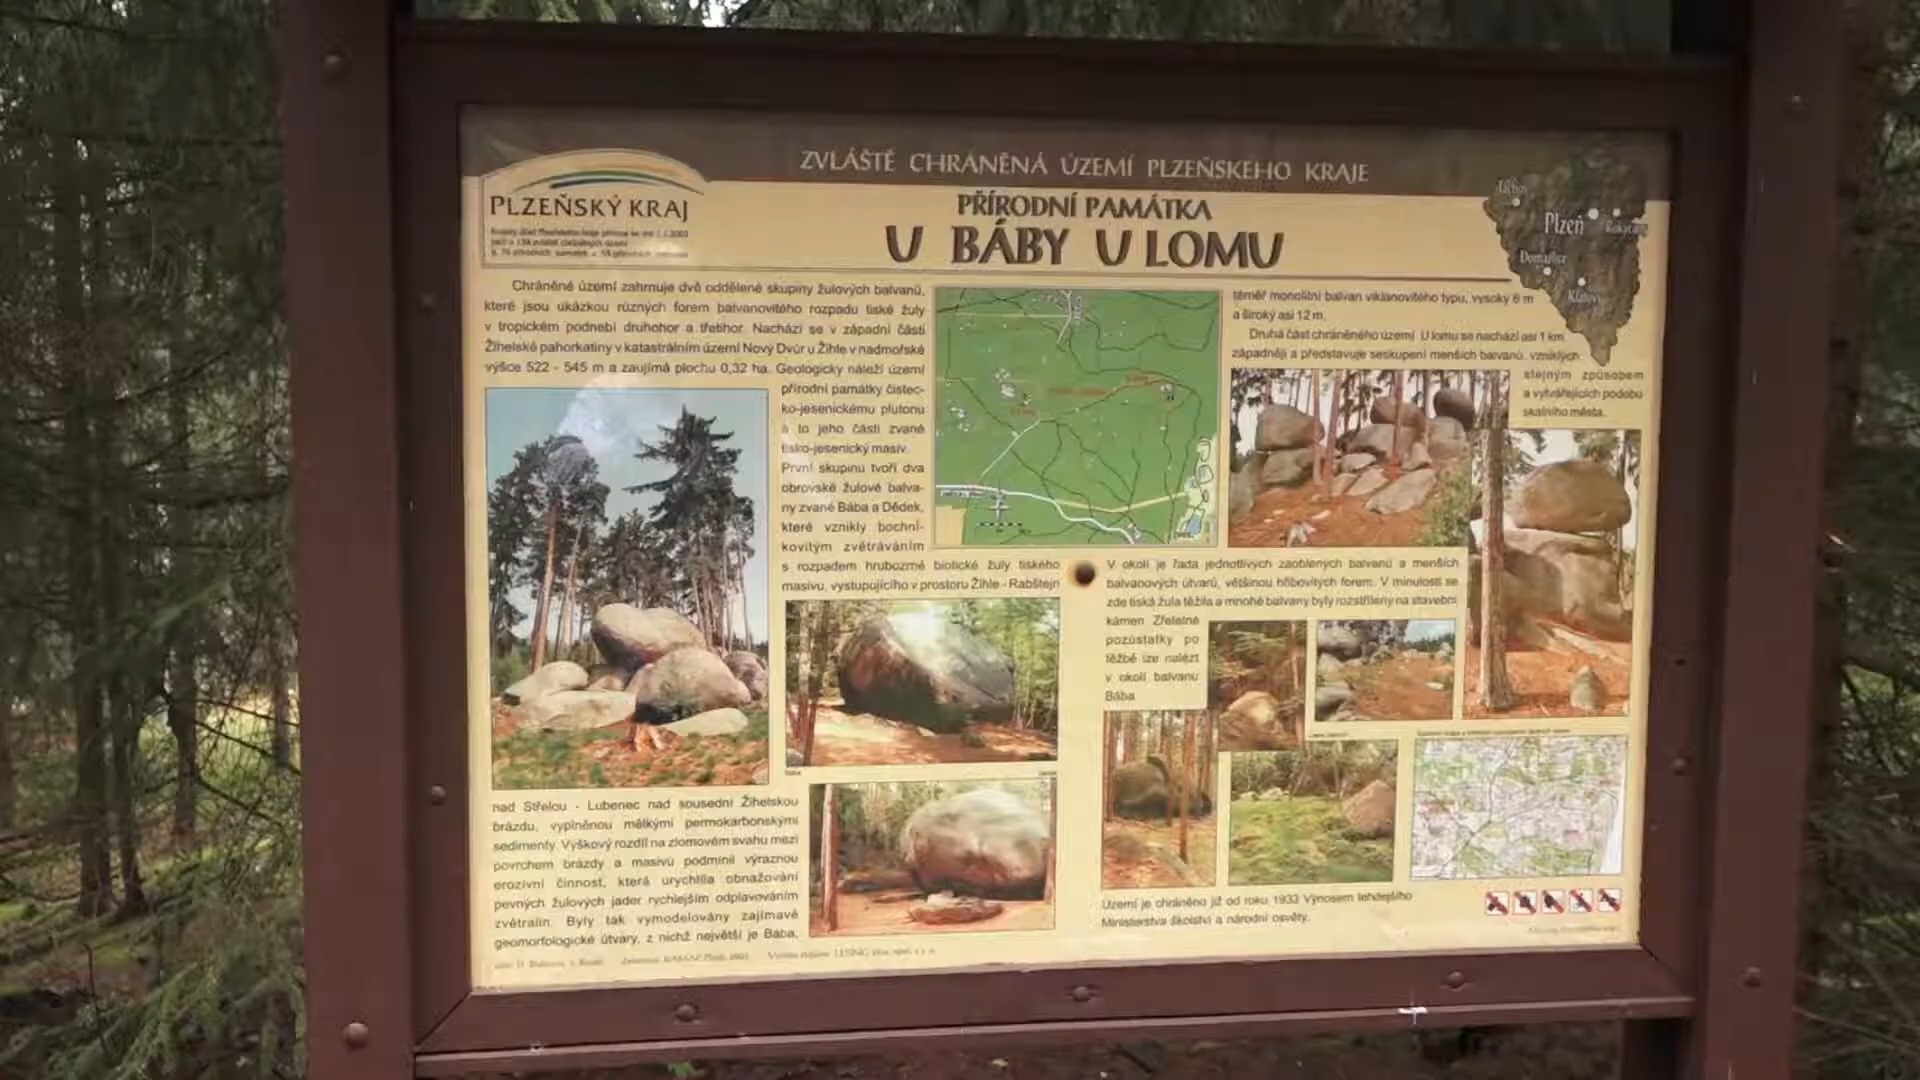 ZVLÁŠTĚ CHRÁNĚNÁ ÚZEMÍ PLZEŇSKÉHO KRAJE
PLZEŇSKÝ KRAJ
PŘÍRODNÍ PAMÁTKA
U BÁBY U LOMU
Plzeň
Domažlice
Klatovy
Chráněné území zahrnuje dvě oddělené skupiny žulových balvanů,
které jsou ukázkou různých forem balvanovitého rozpadu tiské žuly
v tropickém podnebí druhohor a třetihor. Nachází se v západní části
Žihelské pahorkatiny v katastrálním území Nový Dvůr u Žihle v nadmořské
výšce 522 - 545 m a zaujímá plochu 0,32 ha. Geologicky náleží území
přírodní památky čistec-
ko-jesenickému plutonu
a to jeho části zvané
tisko-jesenický masiv.
První skupinu tvoří dva
obrovské žulové balva-
ny zvané Bába a Dědek,
které vznikly bochní-
kovitým zvětráváním
s rozpadem hrubozrné biotické žuly tiského
masivu, vystupujícího v prostoru Žihle - Rabštejn
nad Střelou - Lubenec nad sousední Žihelskou
brázdu, vyplněnou mělkými permokarbonskými
sedimenty. Výškový rozdíl na zlomovém svahu mezi
povrchem brázdy a masivu podmínil výraznou
erozivní činnost, která urychlila obnažování
pevných žulových jader rychlejším odplavováním
zvětralin. Byly tak vymodelovány zajímavé
geomorfologické útvary, z nichž největší je Bába,
téměř monolitní balvan viklanovitého typu, vysoký 6 m
a široký asi 12 m.
Druhá část chráněného území U lomu se nachází asi 1 km
západněji a představuje seskupení menších balvanů, vzniklých
stejným způsobem
a vytvářejících podobu
skalního města.
V okolí je řada jednotlivých zaoblených balvanů a menších
balvanových útvarů, většinou hřibovitých forem. V minulosti se
zde tiská žula těžila a mnohé balvany byly rozstříleny na stavební
kámen Zřetelné
pozůstatky po
těžbě lze nalézt
v okolí balvanu
Bába
Území je chráněno již od roku 1933 Výnosem tehdejšího
Ministerstva školství a národní osvěty.